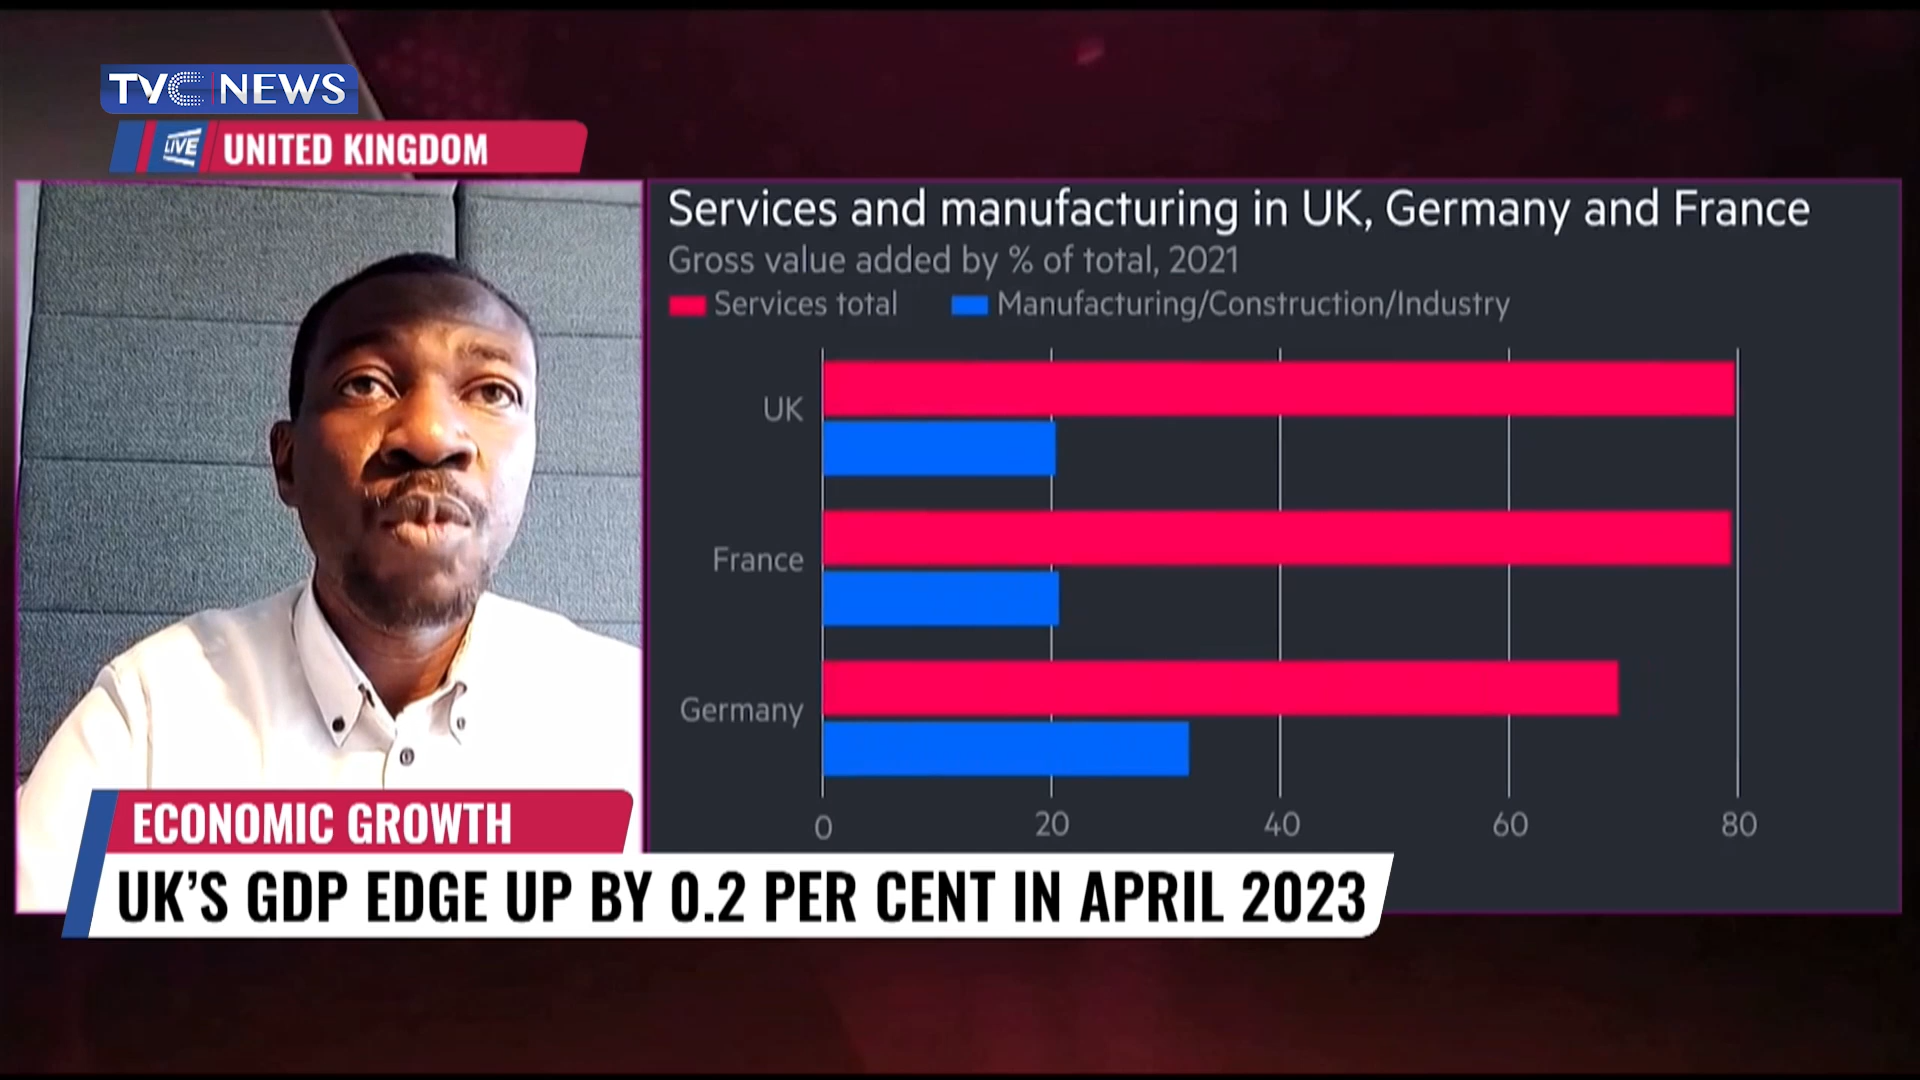 TVC NEWS
LIVE UNITED KINGDOM
Services and manufacturing in UK, Germany and France
Gross value added by % of total, 2021
Services total Manufacturing/Construction/Industry
UK
France
Germany
0 20 40 60 80
ECONOMIC GROWTH
UK'S GDP EDGE UP BY 0.2 PER CENT IN APRIL 2023